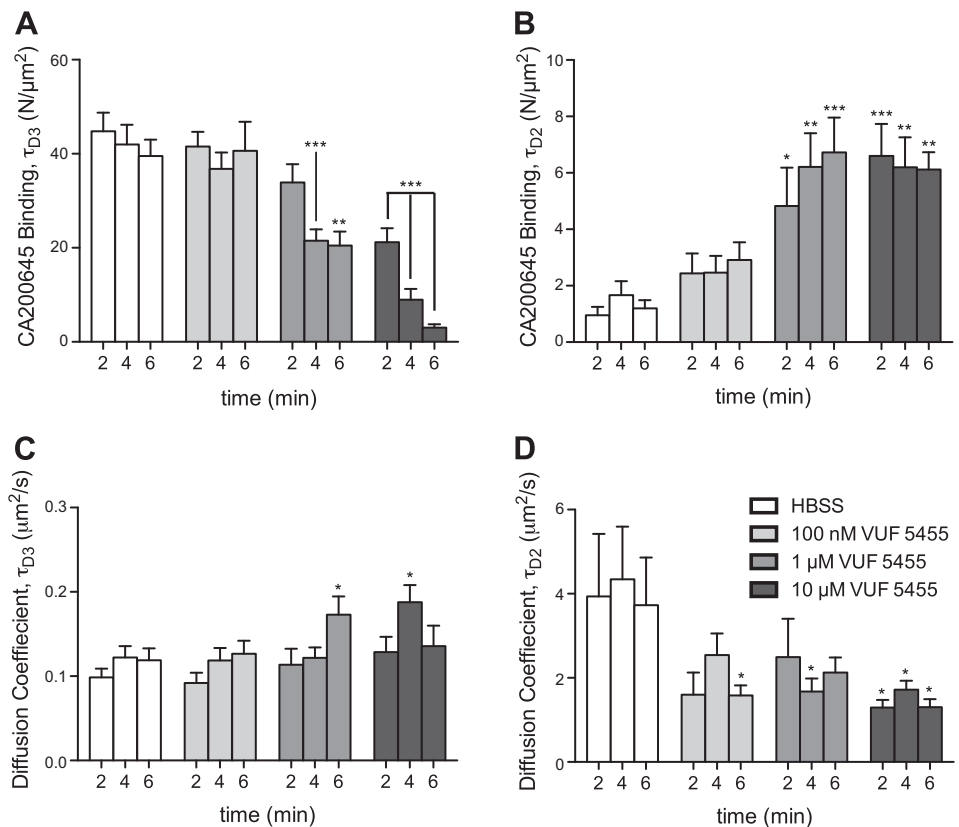 A
CA200645 Binding, τD3 (N/µm²)
60
40
20
0
***
**
***
2 4 6 2 4 6 2 4 6 2 4 6
time (min)
B
CA200645 Binding, τD2 (N/µm²)
10
8
6
4
2
0
*
**
***
***
**
**
2 4 6 2 4 6 2 4 6 2 4 6
time (min)
C
Diffusion Coeffiecient, τD3 (µm²/s)
0.3
0.2
0.1
0.0
*
*
2 4 6 2 4 6 2 4 6 2 4 6
time (min)
D
Diffusion Coeffiecient, τD2 (µm²/s)
6
4
2
0
HBSS
100 nM VUF 5455
1 µM VUF 5455
10 µM VUF 5455
*
*
*
*
*
2 4 6 2 4 6 2 4 6 2 4 6
time (min)